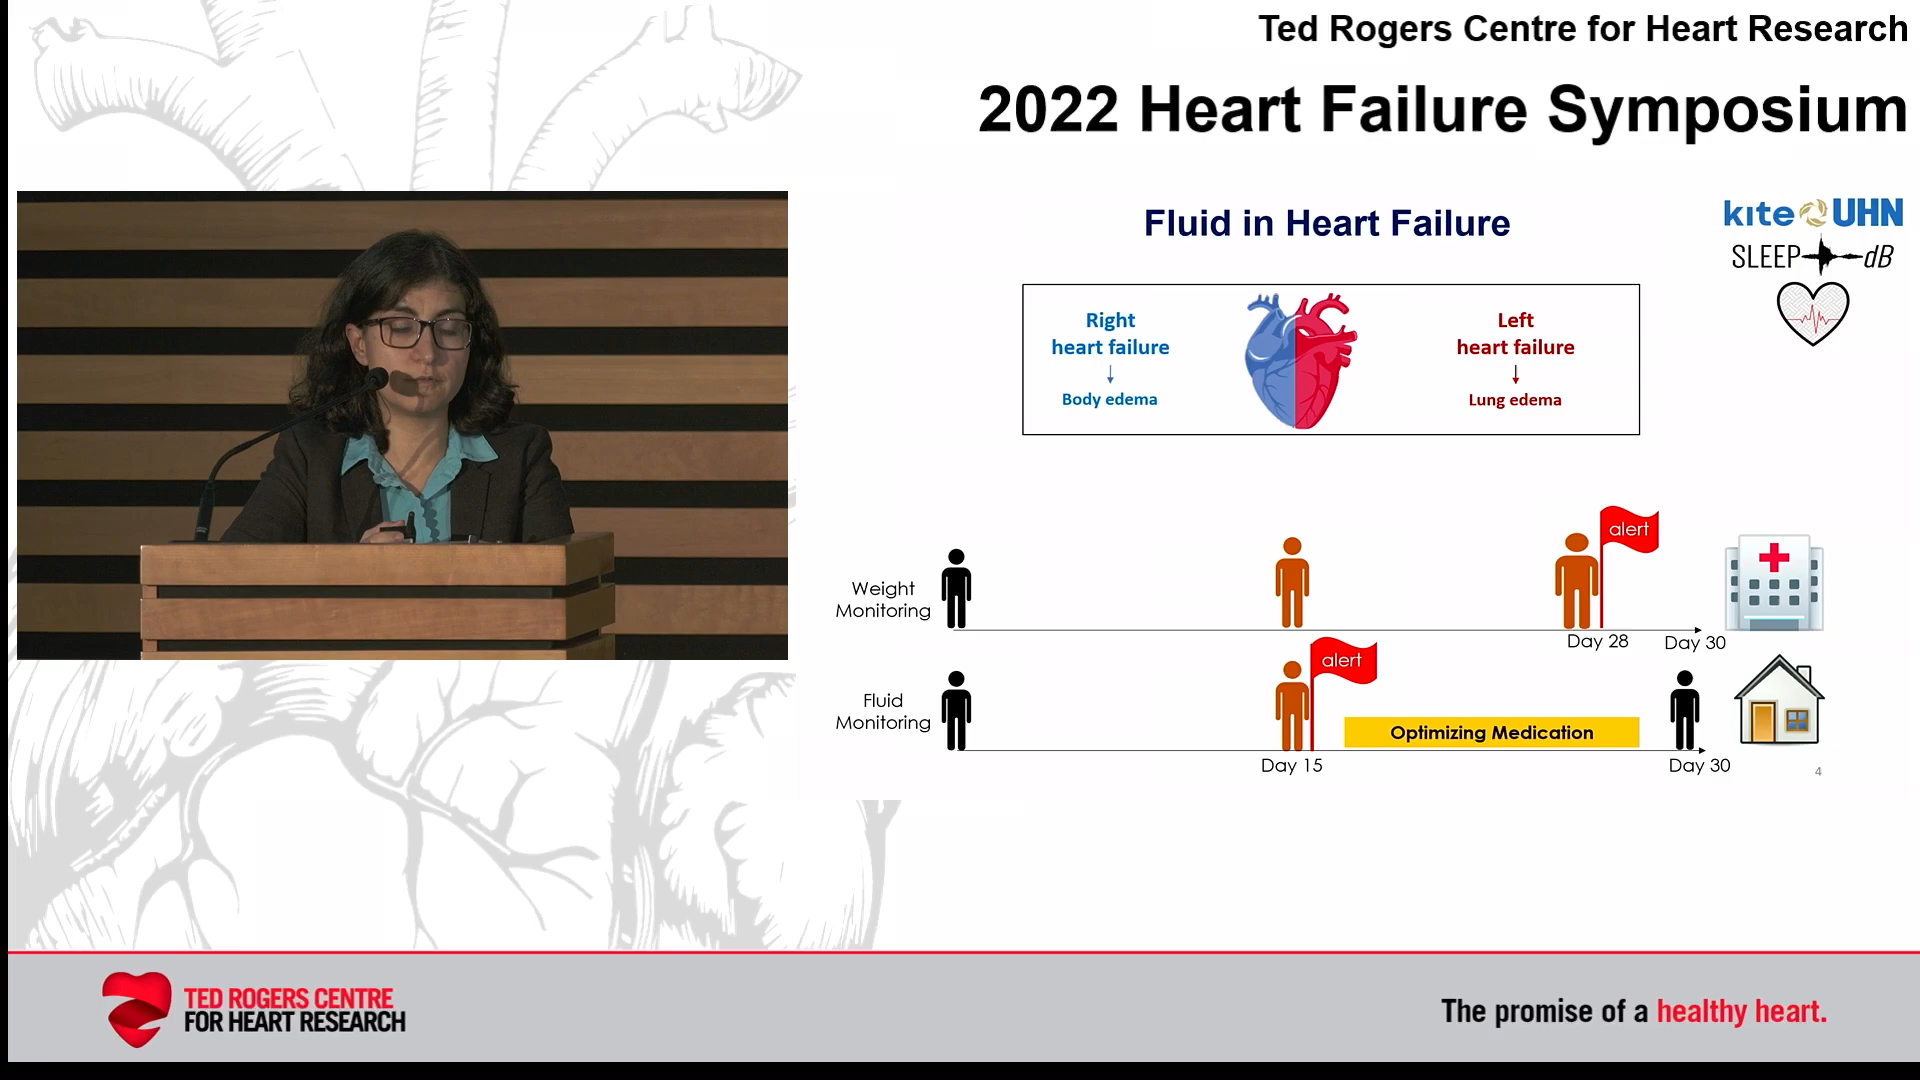 Ted Rogers Centre for Heart Research
2022 Heart Failure Symposium
Fluid in Heart Failure
kite UHN
SLEEP dB
Right
heart failure
Body edema
Left
heart failure
Lung edema
Weight
Monitoring
alert
Day 28
Day 30
Fluid
Monitoring
alert
Optimizing Medication
Day 15
Day 30
4
TED ROGERS CENTRE
FOR HEART RESEARCH
The promise of a healthy heart.